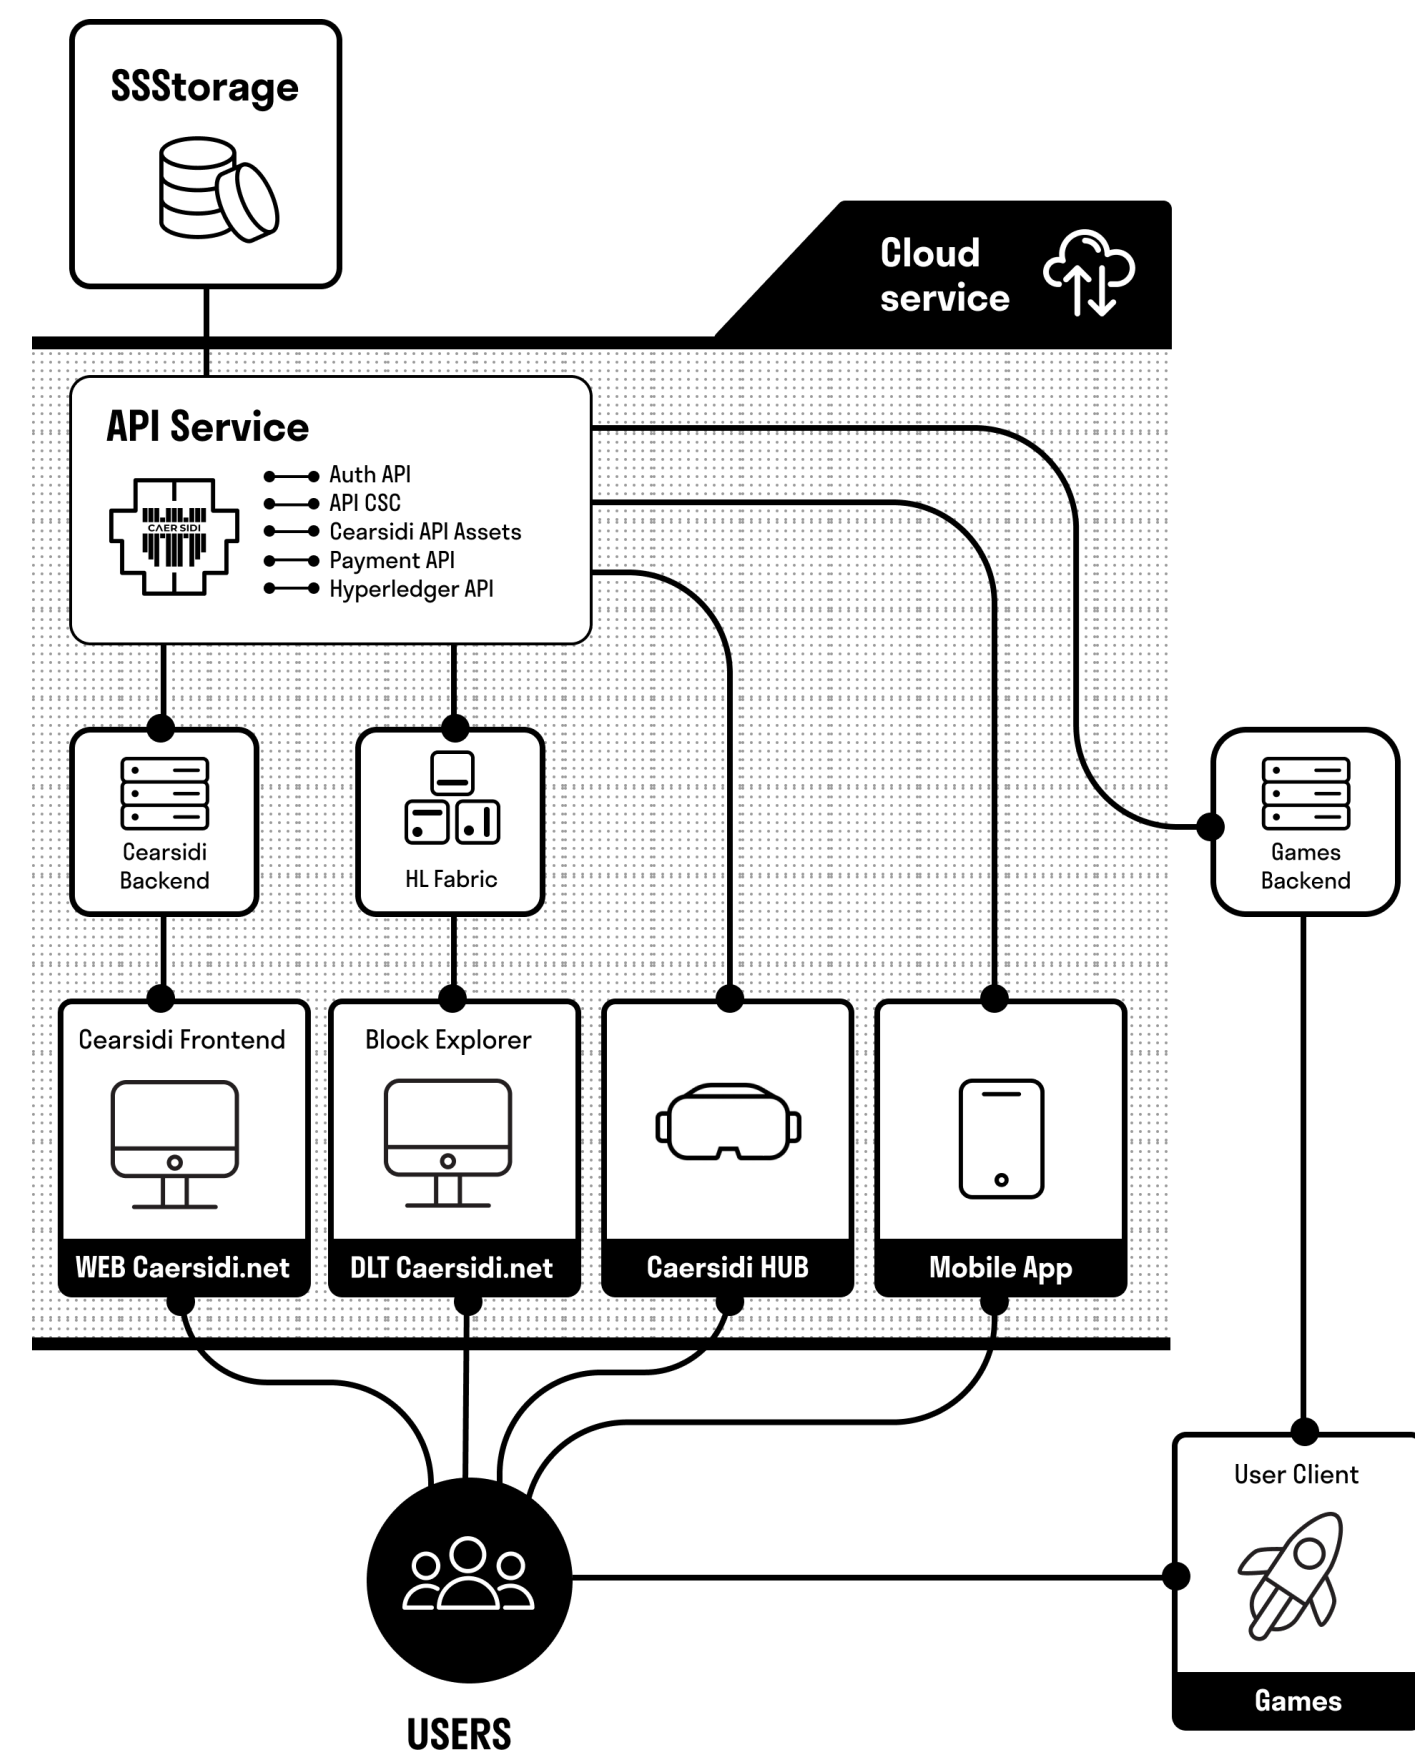 SSStorage
Cloud
service
API Service
CAER SIDI
Auth API
API CSC
Cearsidi API Assets
Payment API
Hyperledger API
Cearsidi
Backend
HL Fabric
Games
Backend
Cearsidi Frontend
Block Explorer
WEB Caersidi.net
DLT Caersidi.net
Caersidi HUB
Mobile App
User Client
Games
USERS